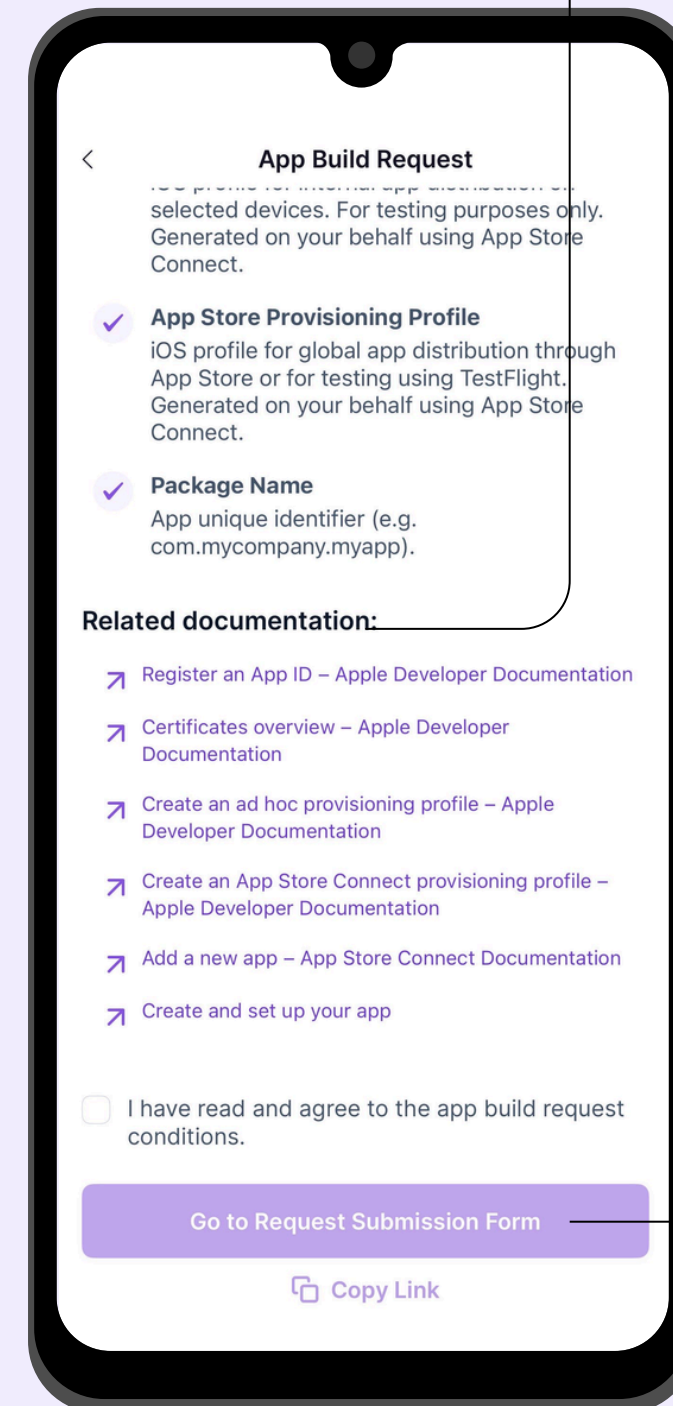 App Build Request
selected devices. For testing purposes only.
Generated on your behalf using App Store
Connect.
App Store Provisioning Profile
iOS profile for global app distribution through
App Store or for testing using TestFlight.
Generated on your behalf using App Store
Connect.
Package Name
App unique identifier (e.g.
com.mycompany.myapp).
Related documentation:
Register an App ID – Apple Developer Documentation
Certificates overview – Apple Developer
Documentation
Create an ad hoc provisioning profile – Apple
Developer Documentation
Create an App Store Connect provisioning profile –
Apple Developer Documentation
Add a new app – App Store Connect Documentation
Create and set up your app
I have read and agree to the app build request
conditions.
Go to Request Submission Form
Copy Link